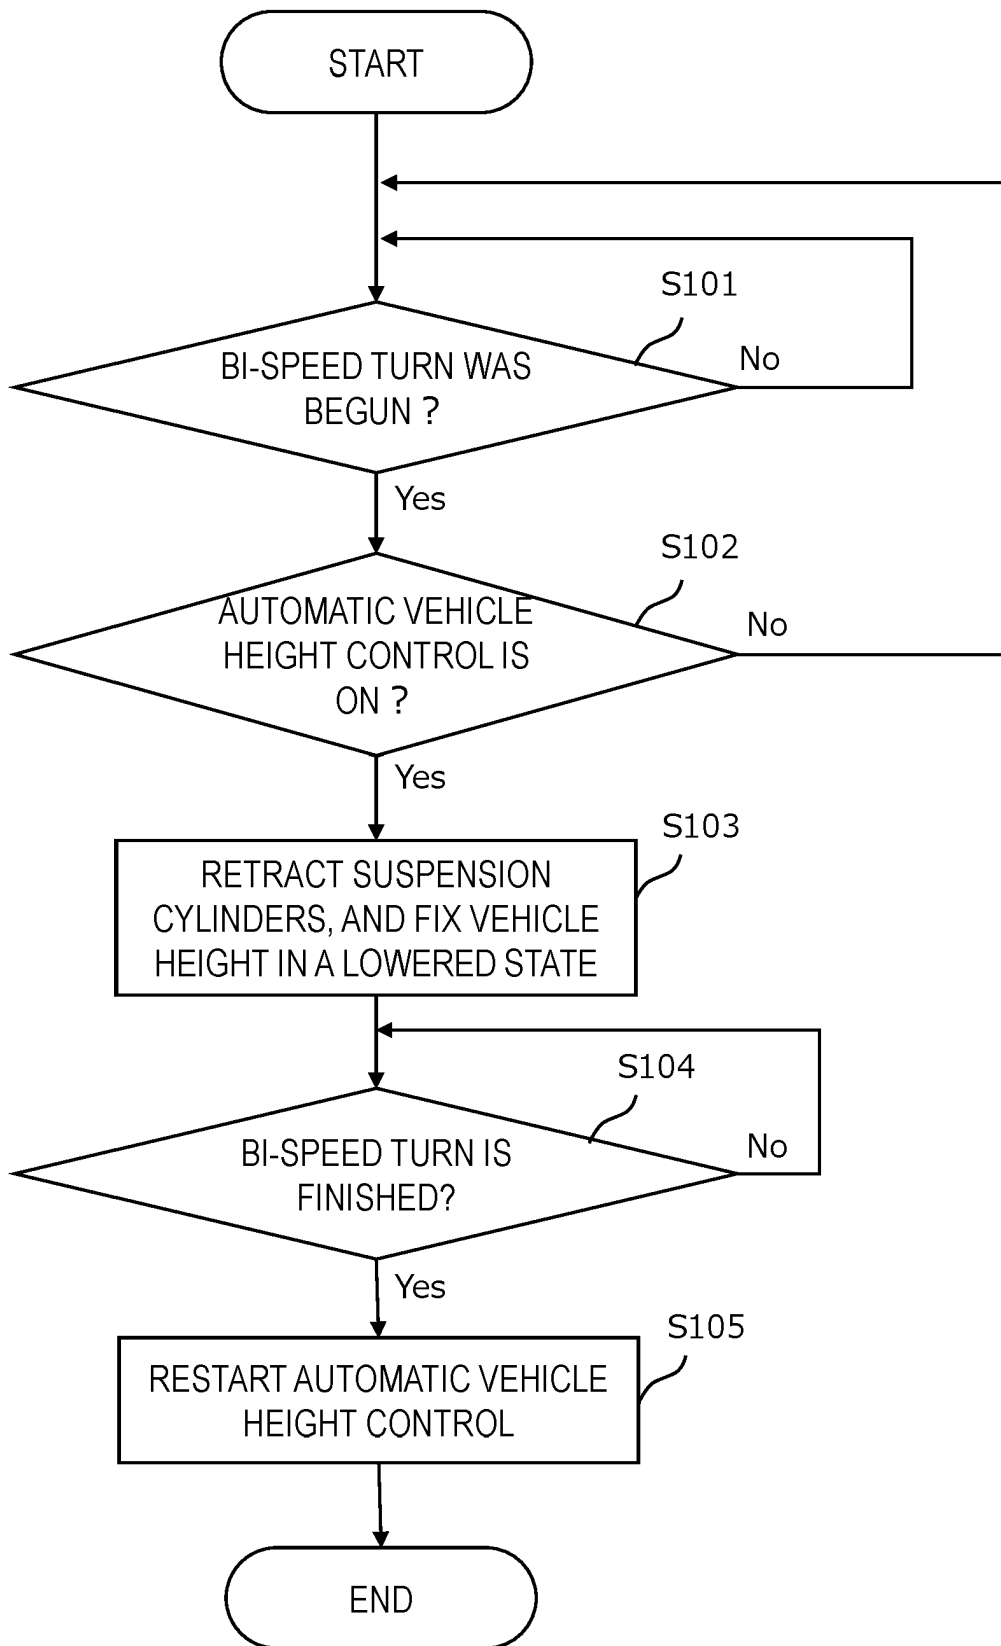 START
S101
BI-SPEED TURN WAS
BEGUN ?
No
Yes
S102
AUTOMATIC VEHICLE
HEIGHT CONTROL IS
ON ?
No
Yes
S103
RETRACT SUSPENSION
CYLINDERS, AND FIX VEHICLE
HEIGHT IN A LOWERED STATE
S104
BI-SPEED TURN IS
FINISHED?
No
Yes
S105
RESTART AUTOMATIC VEHICLE
HEIGHT CONTROL
END